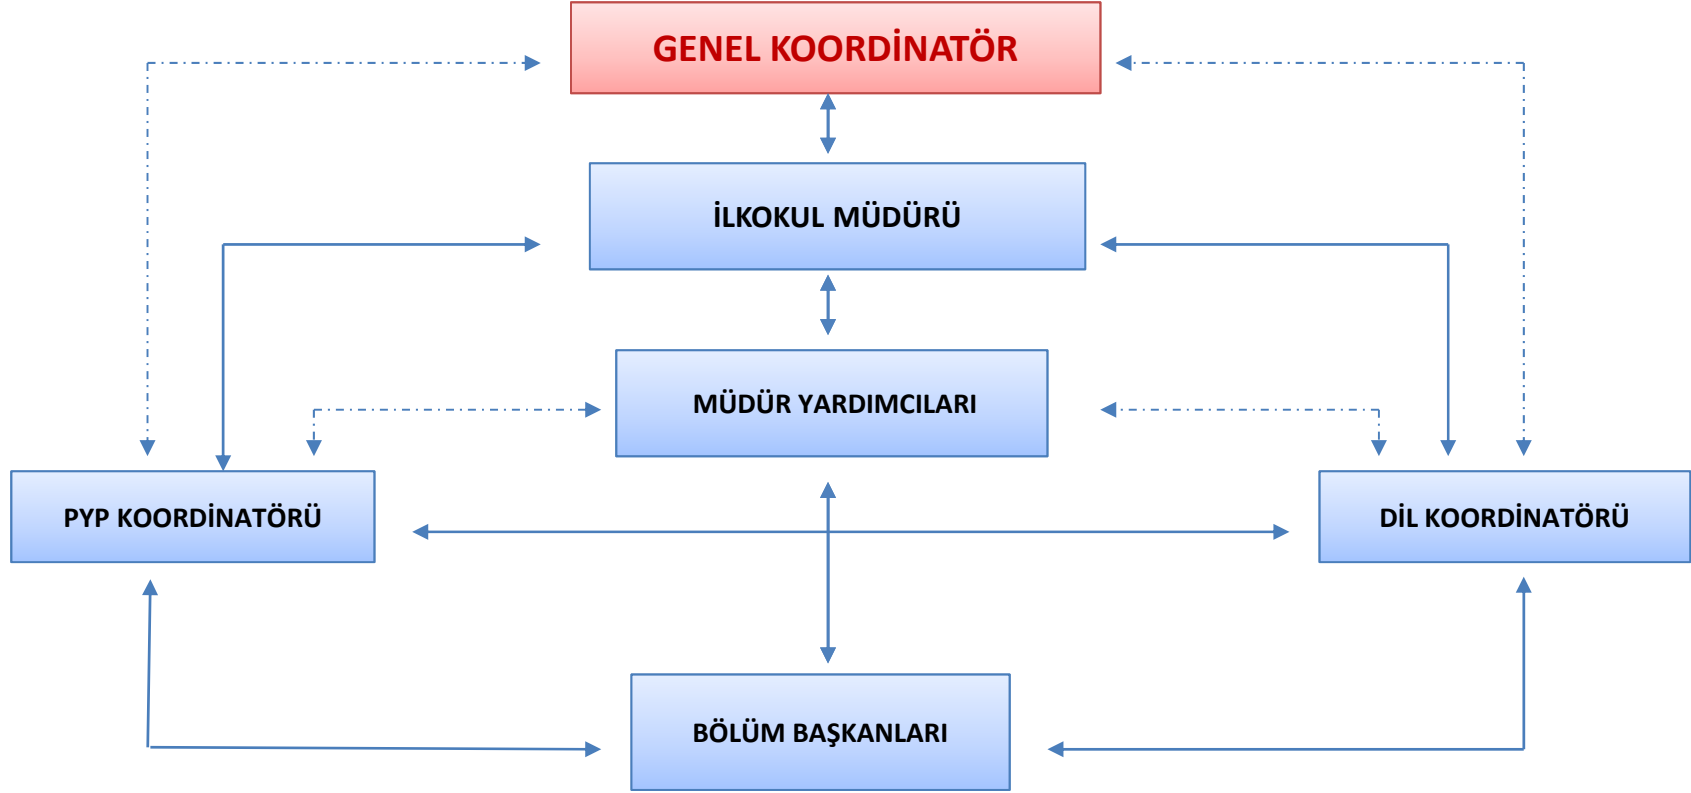 GENEL KOORDİNATÖR
İLKOKUL MÜDÜRÜ
MÜDÜR YARDIMCILARI
PYP KOORDİNATÖRÜ
DİL KOORDİNATÖRÜ
BÖLÜM BAŞKANLARI